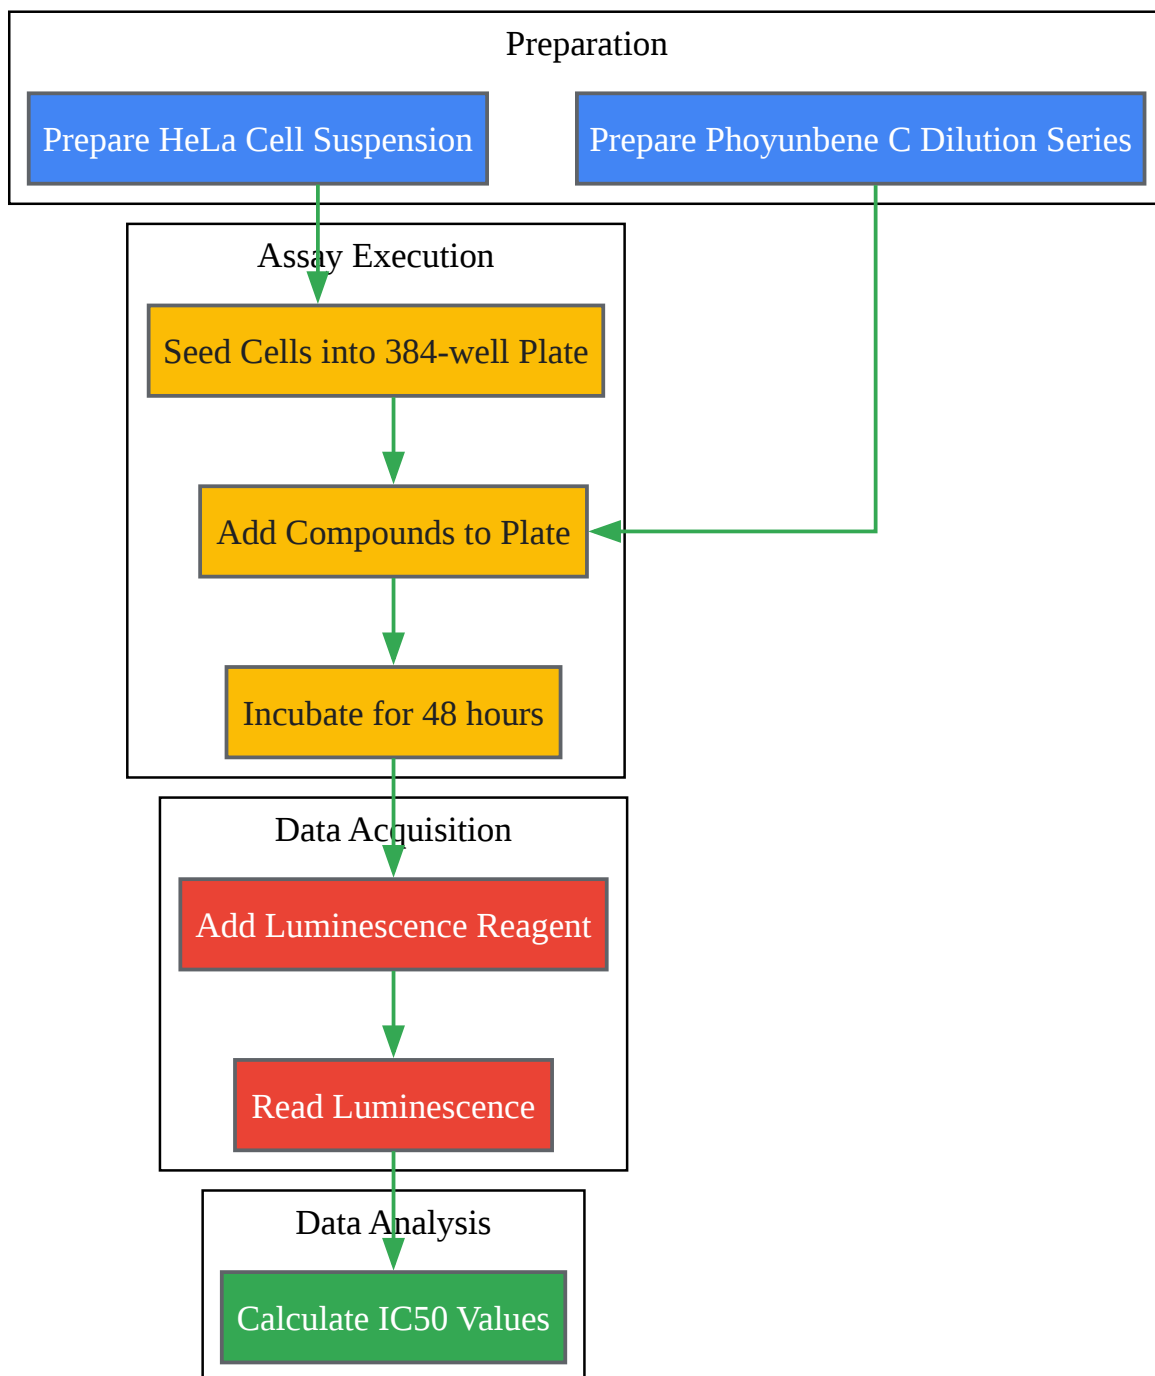 Preparation
Prepare HeLa Cell Suspension
Prepare Phoyunbene C Dilution Series
Assay Execution
Seed Cells into 384-well Plate
Add Compounds to Plate
Incubate for 48 hours
Data Acquisition
Add Luminescence Reagent
Read Luminescence
Data Analysis
Calculate IC50 Values